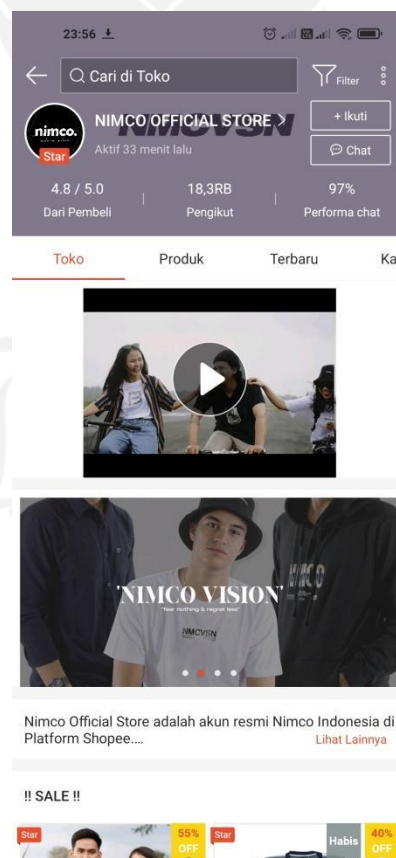 23:56
Cari di Toko
Filter
nimco.
Star
NIMCO OFFICIAL STORE >
Aktif 33 menit lalu
+ Ikuti
Chat
4.8 / 5.0
18,3RB
97%
Dari Pembeli
Pengikut
Performa chat
Toko
Produk
Terbaru
Ka
'NIMCO VISION'
"fear nothing & regret less"
NMCVSN
Nimco Official Store adalah akun resmi Nimco Indonesia di
Platform Shopee....
Lihat Lainnya
!! SALE !!
Star
55%
OFF
Star
Habis
40%
OFF